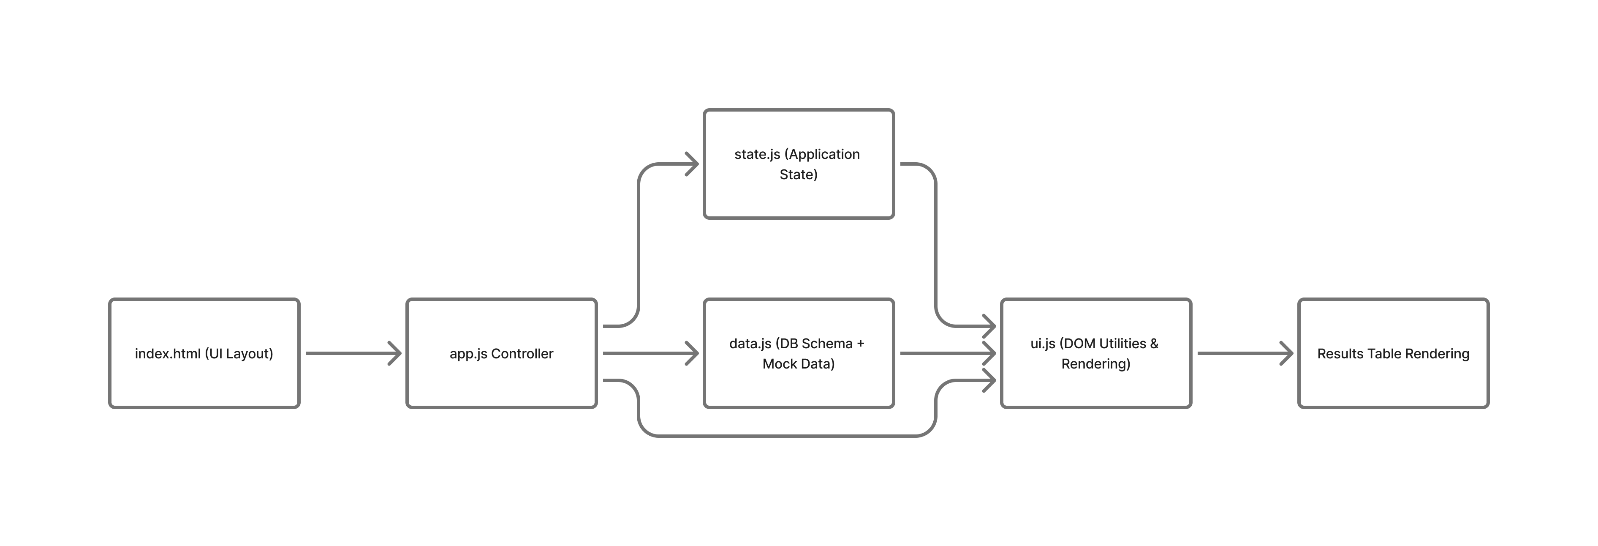 index.html (UI Layout)
app.js Controller
state.js (Application
State)
data.js (DB Schema +
Mock Data)
ui.js (DOM Utilities &
Rendering)
Results Table Rendering